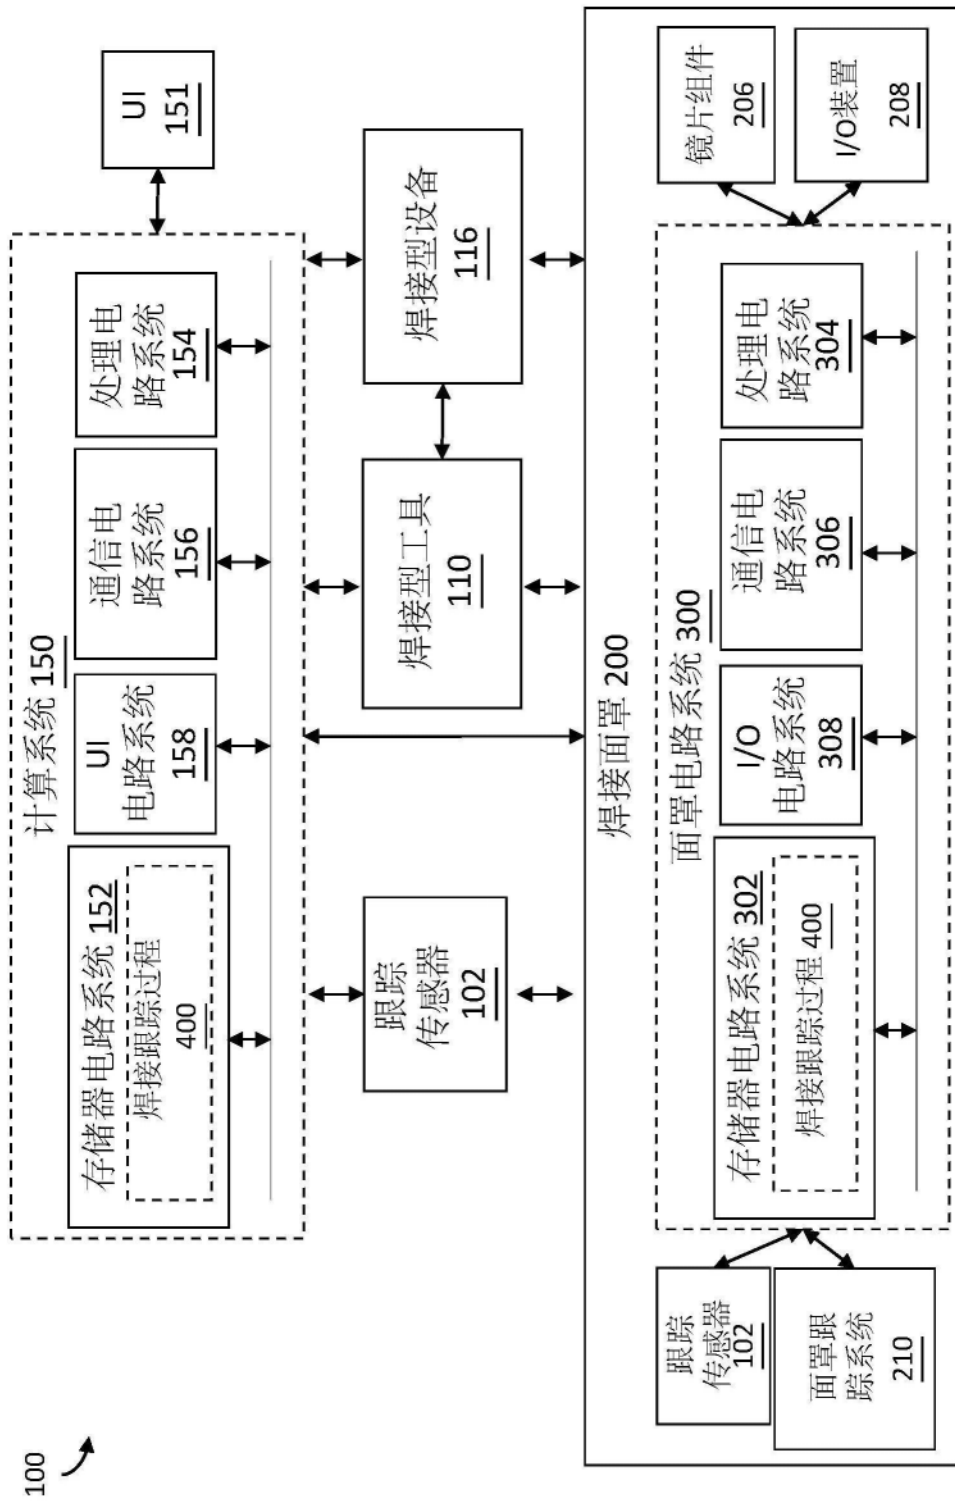 100
计算系统 150
存储器电路系统 152
焊接跟踪过程
400
UI
电路系统
158
通信电
路系统
156
处理电
路系统
154
UI
151
跟踪
传感器
102
焊接型工具
110
焊接型设备
116
焊接面罩 200
面罩电路系统 300
跟踪
传感器
102
面罩跟
踪系统
210
存储器电路系统 302
焊接跟踪过程 400
I/O
电路系统
308
通信电
路系统
306
处理电
路系统
304
镜片组件
206
I/O装置
208